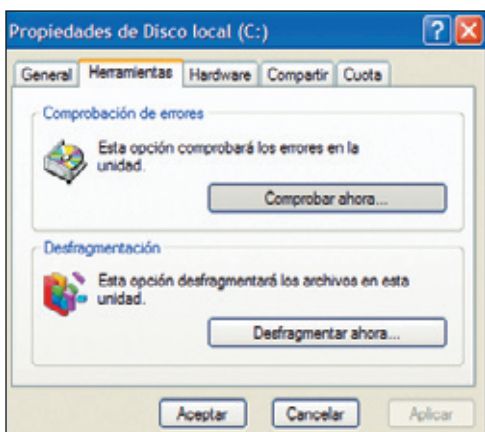 Propiedades de Disco local (C:)
?
General Herramientas Hardware Compartir Cuota
Comprobación de errores
Esta opción comprobará los errores en la
unidad.
Comprobar ahora...
Desfragmentación
Esta opción desfragmentará los archivos en esta
unidad.
Desfragmentar ahora...
Aceptar Cancelar Aplicar